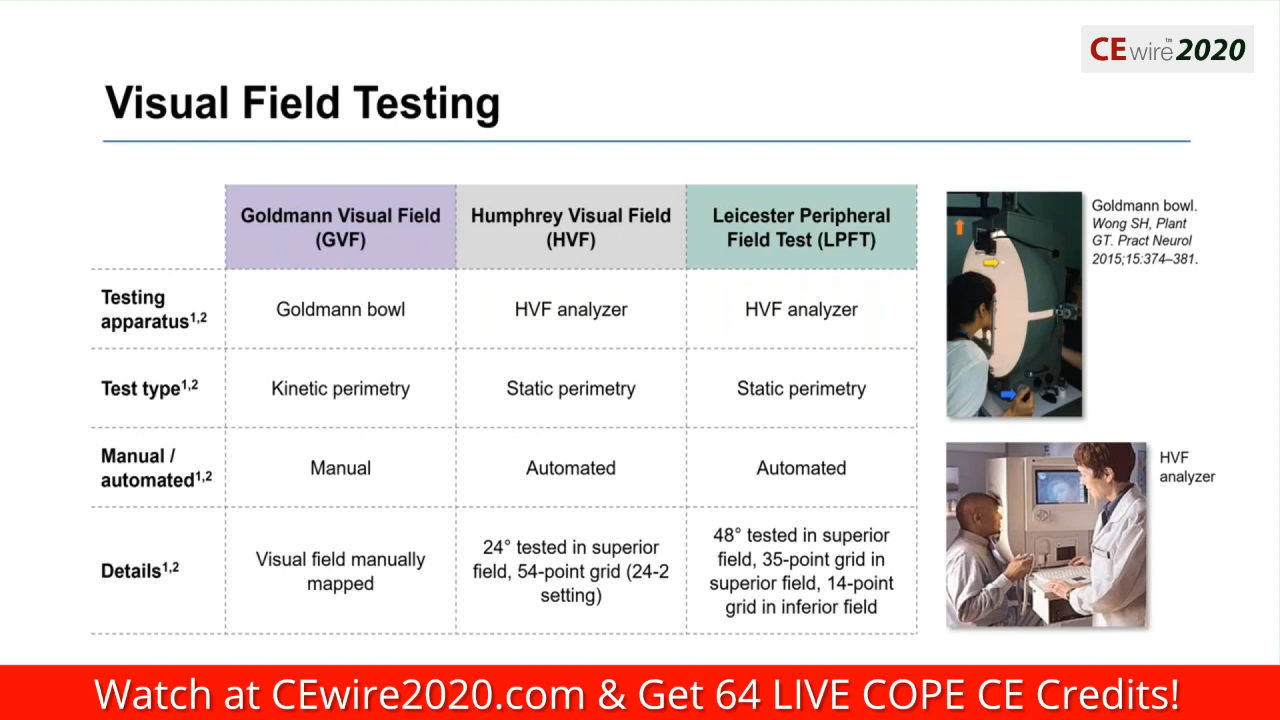 CEwire™2020
Visual Field Testing
Goldmann Visual Field
(GVF)
Humphrey Visual Field
(HVF)
Leicester Peripheral
Field Test (LPFT)
Testing
apparatus1,2
Goldmann bowl
HVF analyzer
HVF analyzer
Test type1,2
Kinetic perimetry
Static perimetry
Static perimetry
Manual /
automated1,2
Manual
Automated
Automated
Details1,2
Visual field manually
mapped
24° tested in superior
field, 54-point grid (24-2
setting)
48° tested in superior
field, 35-point grid in
superior field, 14-point
grid in inferior field
Goldmann bowl.
Wong SH, Plant
GT. Pract Neurol
2015;15:374–381.
HVF
analyzer
Watch at CEwire2020.com & Get 64 LIVE COPE CE Credits!